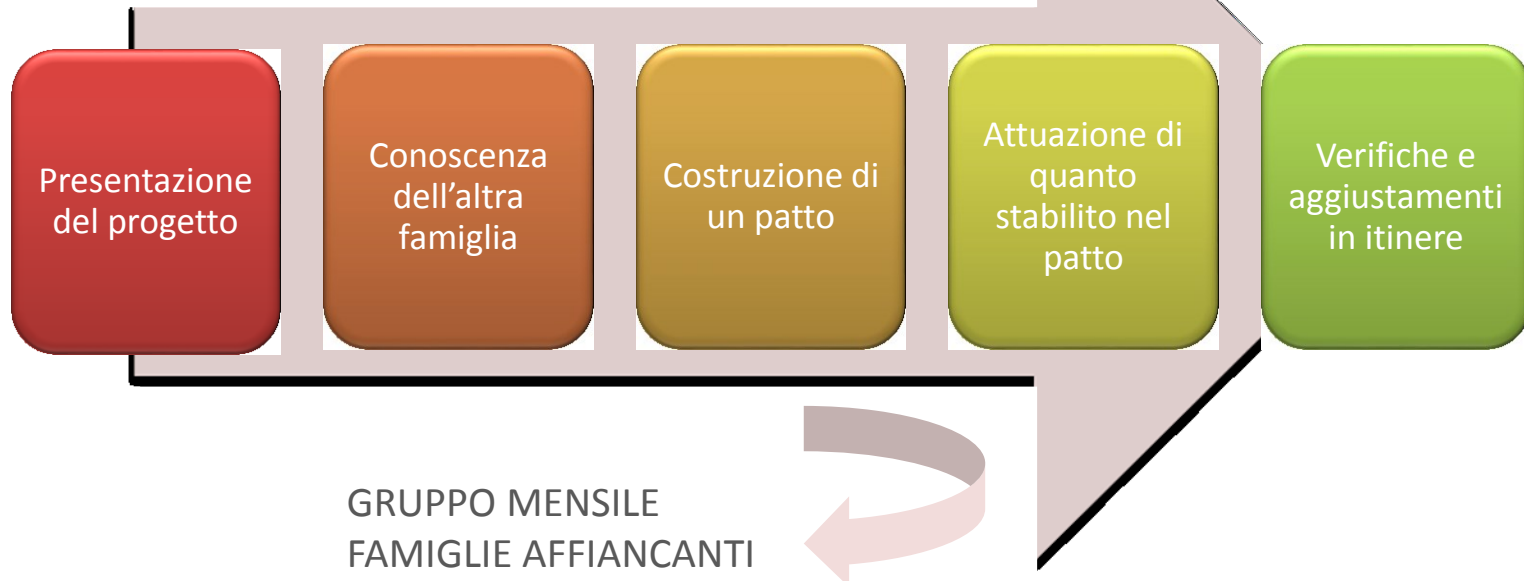 Presentazione
del progetto
Conoscenza
dell’altra
famiglia
Costruzione di
un patto
Attuazione di
quanto
stabilito nel
patto
Verifiche e
aggiustamenti
in itinere
GRUPPO MENSILE
FAMIGLIE AFFIANCANTI